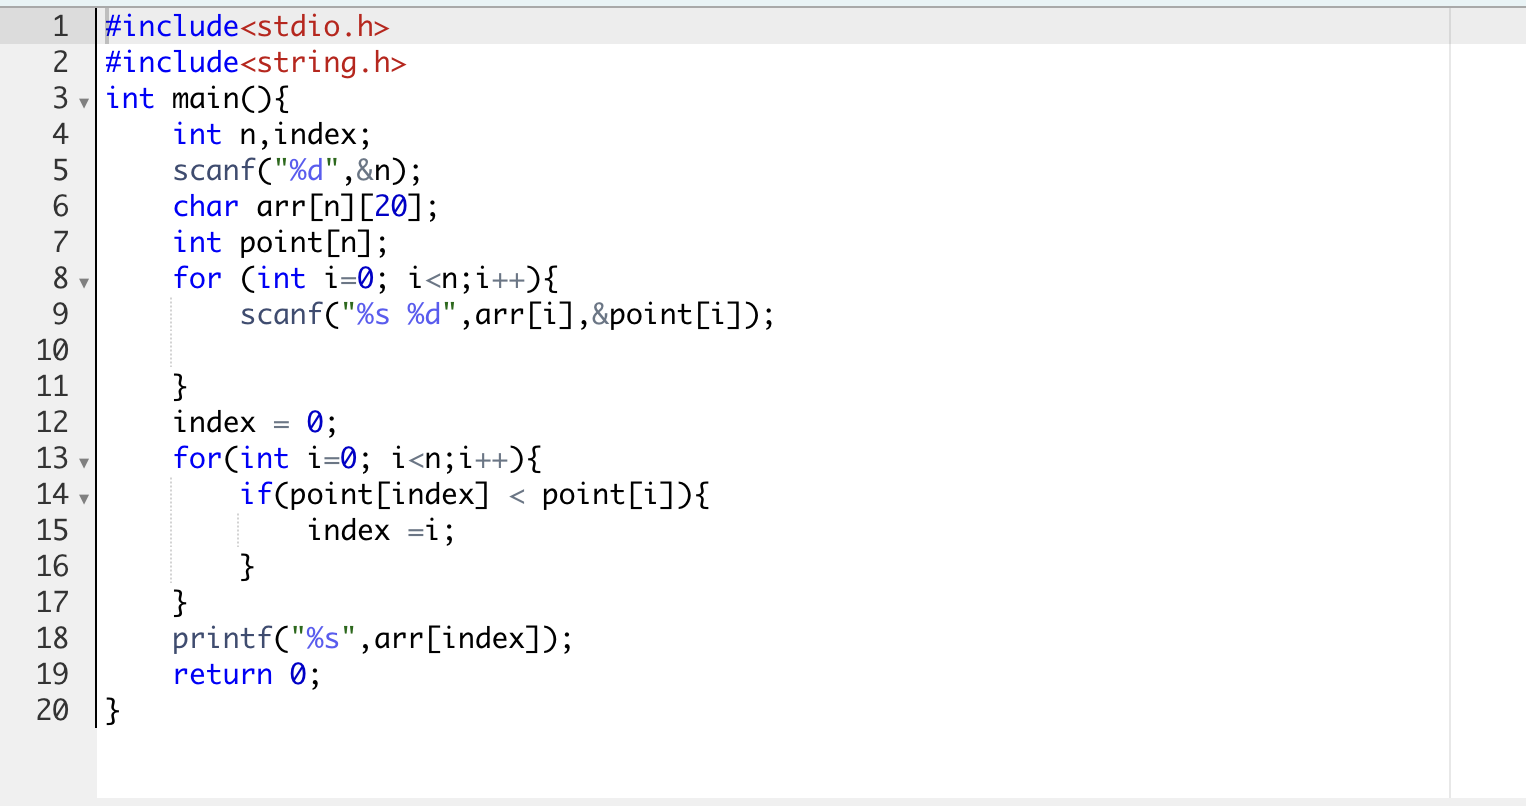 1 #include<stdio.h>
2 #include<string.h>
3 int main(){
4     int n,index;
5     scanf("%d",&n);
6     char arr[n][20];
7     int point[n];
8     for (int i=0; i<n;i++){
9         scanf("%s %d",arr[i],&point[i]);
10
11     }
12     index = 0;
13     for(int i=0; i<n;i++){
14         if(point[index] < point[i]){
15             index =i;
16         }
17     }
18     printf("%s",arr[index]);
19     return 0;
20 }